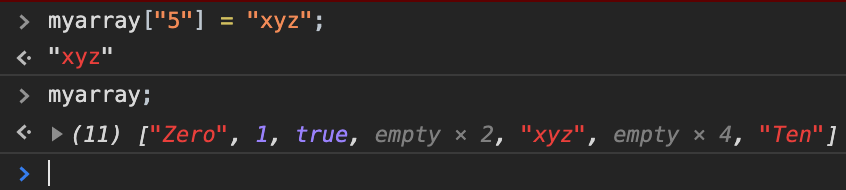 > myarray["5"] = "xyz";
<· "xyz"
> myarray;
<· ▶ (11) ["Zero", 1, true, empty × 2, "xyz", empty × 4, "Ten"]
>